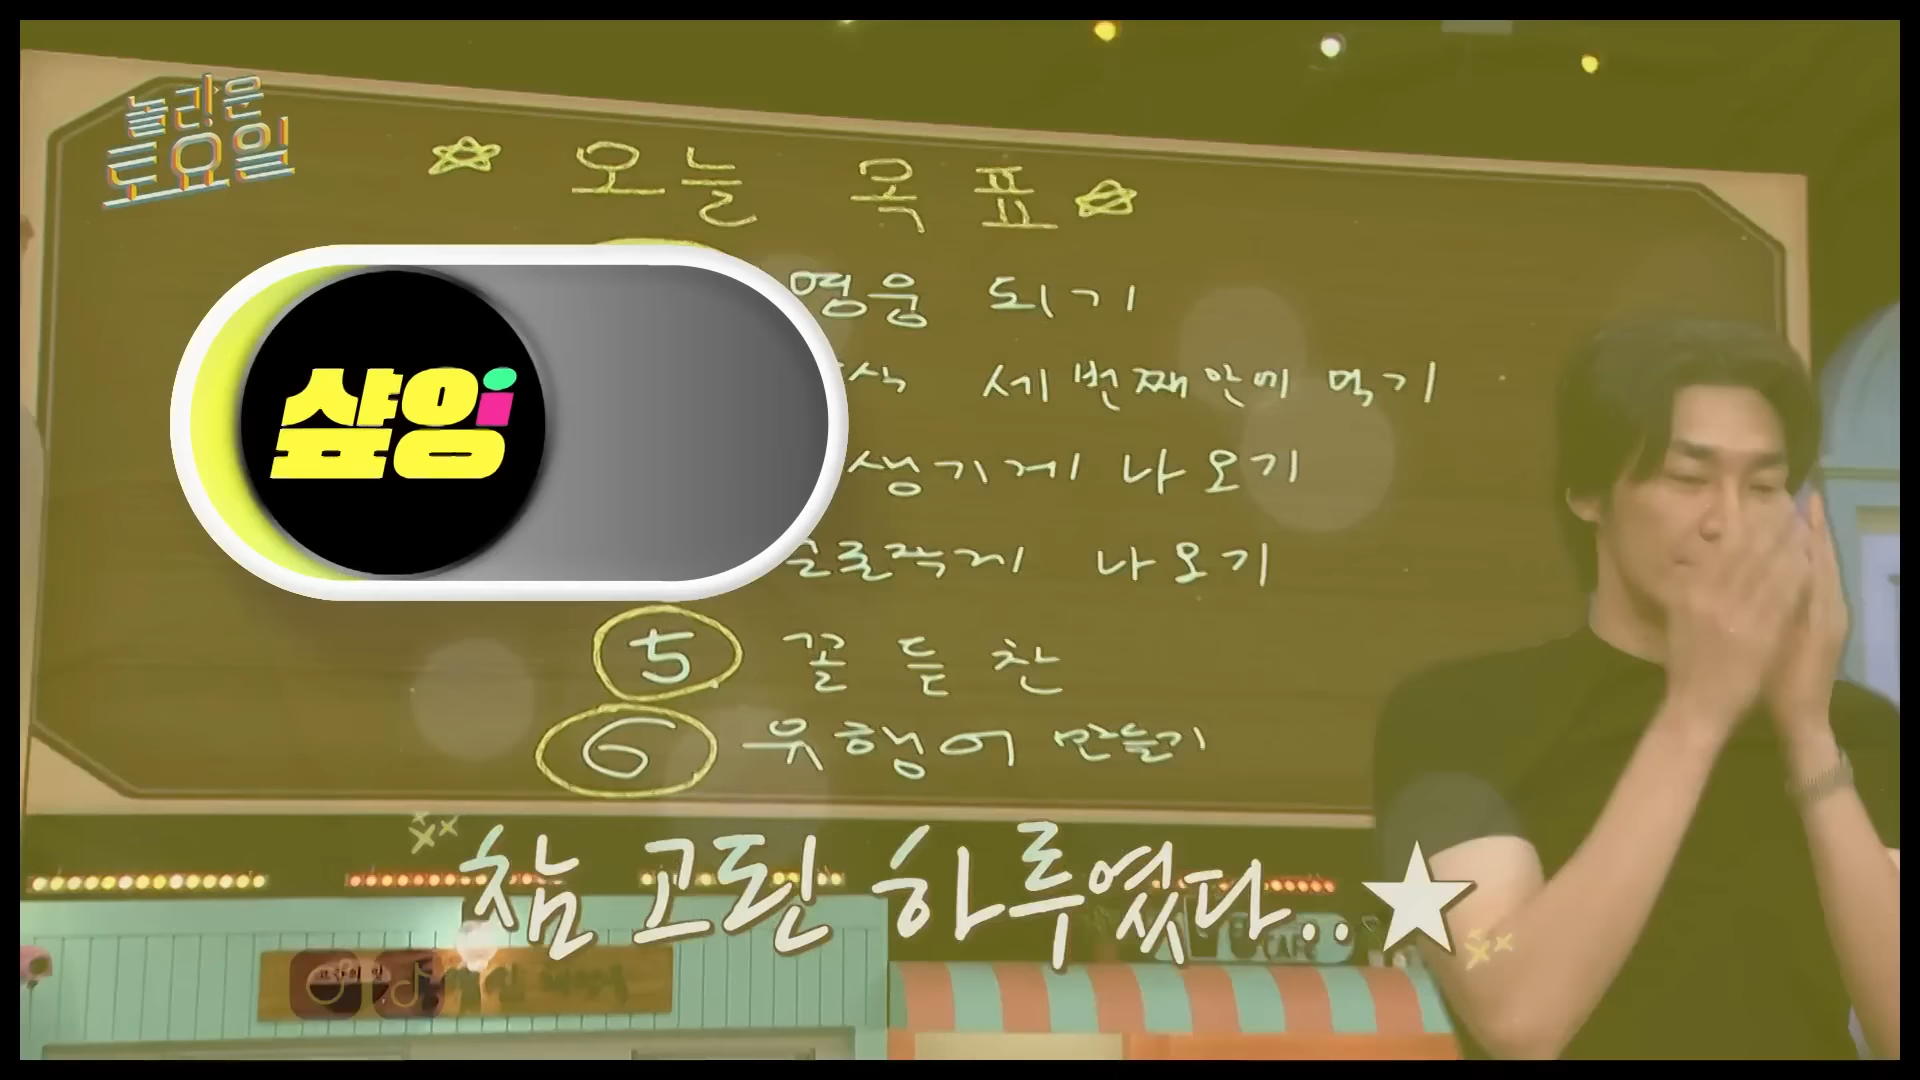 놀라운
토요일
오늘 목표
영웅 되기
세 번째 안에 먹기
생기게 나오기
나오기
샾잉
5 꼴 듣찬
6 유행어 만들기
참 고된 하루였다..★
CAFE